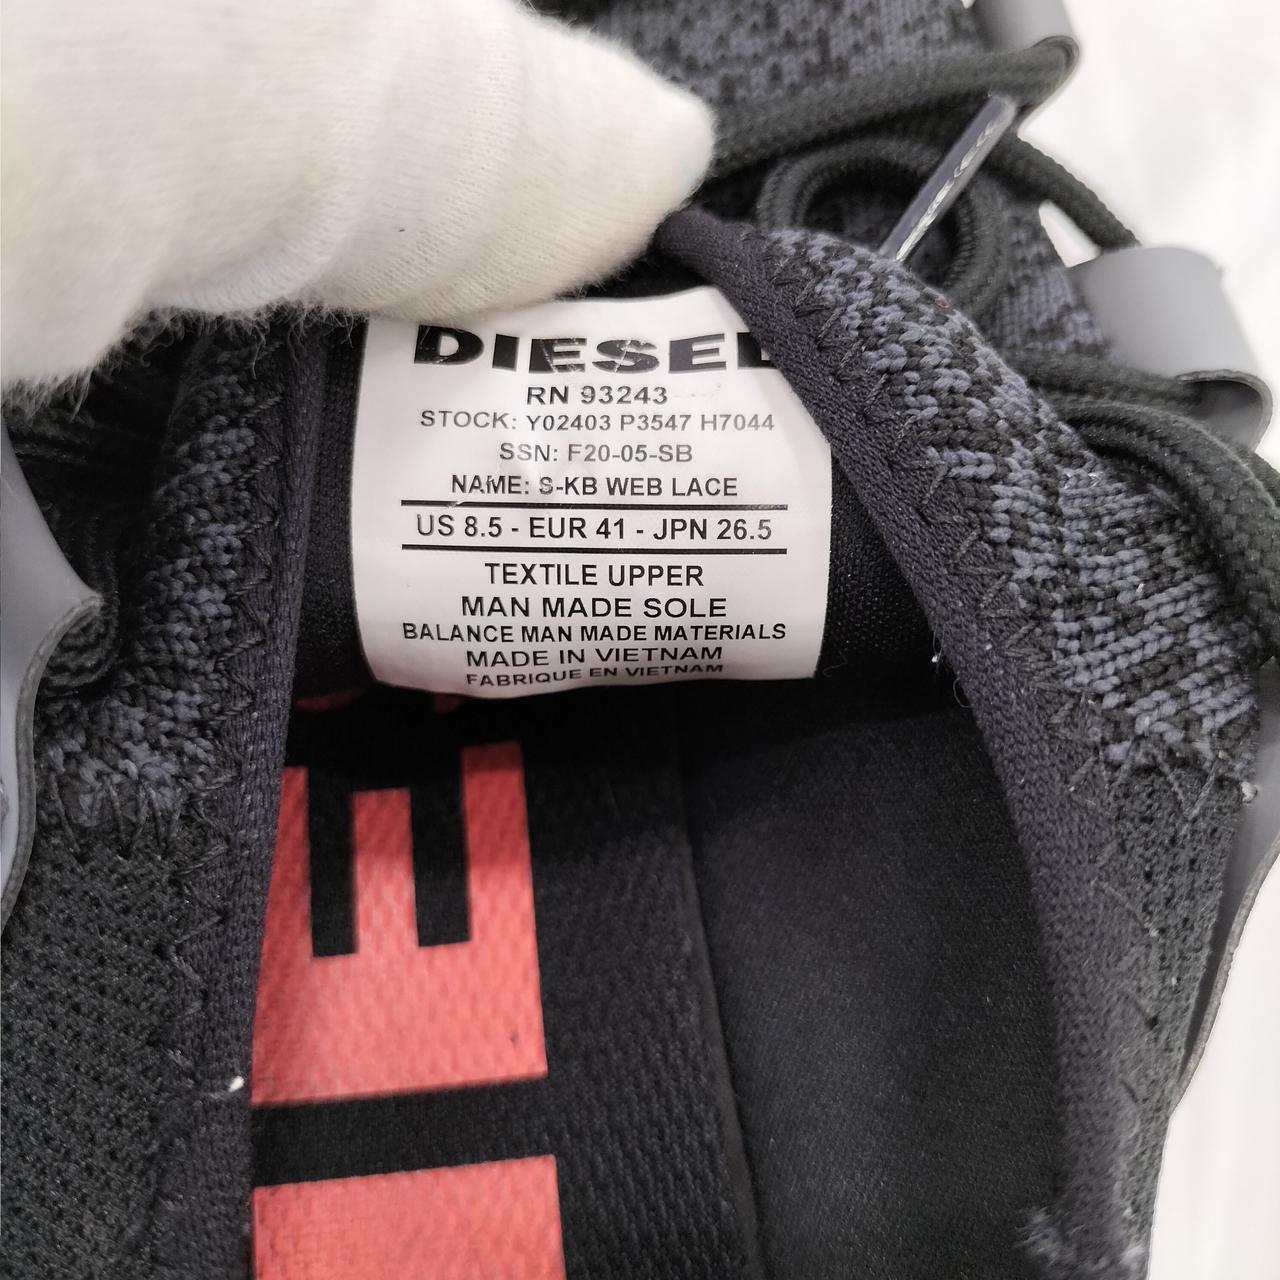 DIESEL
RN 93243
STOCK: Y02403 P3547 H7044
SSN: F20-05-SB
NAME: S-KB WEB LACE
US 8.5 - EUR 41 - JPN 26.5
TEXTILE UPPER
MAN MADE SOLE
BALANCE MAN MADE MATERIALS
MADE IN VIETNAM
FABRIQUE EN VIETNAM